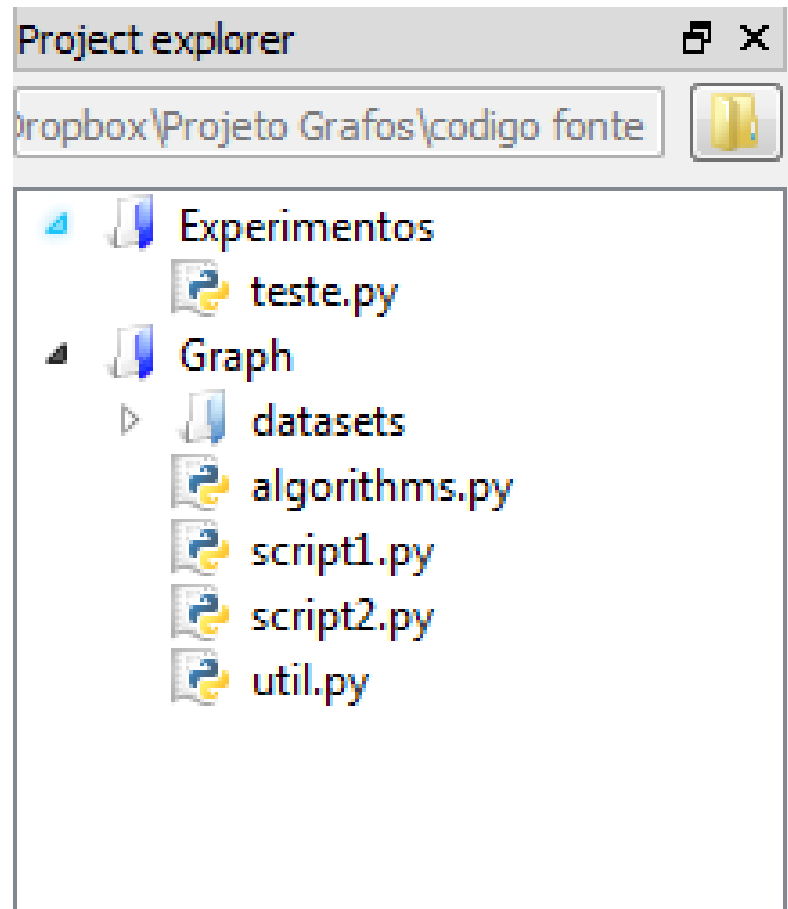 Project explorer
ropbox\Projeto Grafos\codigo fonte
Experimentos
teste.py
Graph
datasets
algorithms.py
script1.py
script2.py
util.py